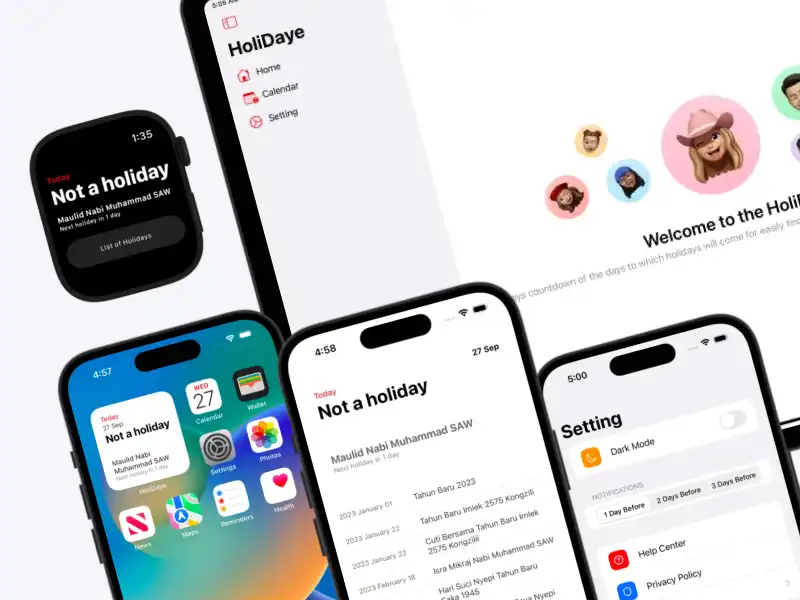 5:06 AM
HoliDaye
Home
Calendar
Setting
Welcome to the
countdown of the days to which holidays will come for easily
1:35
Today
Not a holiday
Maulid Nabi Muhammad SAW
Next holiday in 1 day
List of Holidays
4:57
Today
27 Sep
Not a holiday
Maulid Nabi
Muhammad SAW
Next holiday in 1 day
HoliDaye
WED
27
Calendar
Wallet
Settings
Photos
News
Maps
Reminders
Health
4:58
27 Sep
Today
Not a holiday
Maulid Nabi Muhammad SAW
Next holiday in 1 day
2023 January 01 Tahun Baru 2023
2023 January 22 Tahun Baru Imlek 2575 Kongzili
2023 January 22 Cuti Bersama Tahun Baru Imlek
2575 Kongzilii
2023 February 18 Isra Mikraj Nabi Muhammad SAW
Hari Suci Nyepi Tahun Baru
Saka 1945
5:00
Setting
Dark Mode
NOTIFICATIONS
1 Day Before 2 Days Before 3 Days Before
Help Center
Privacy Policy